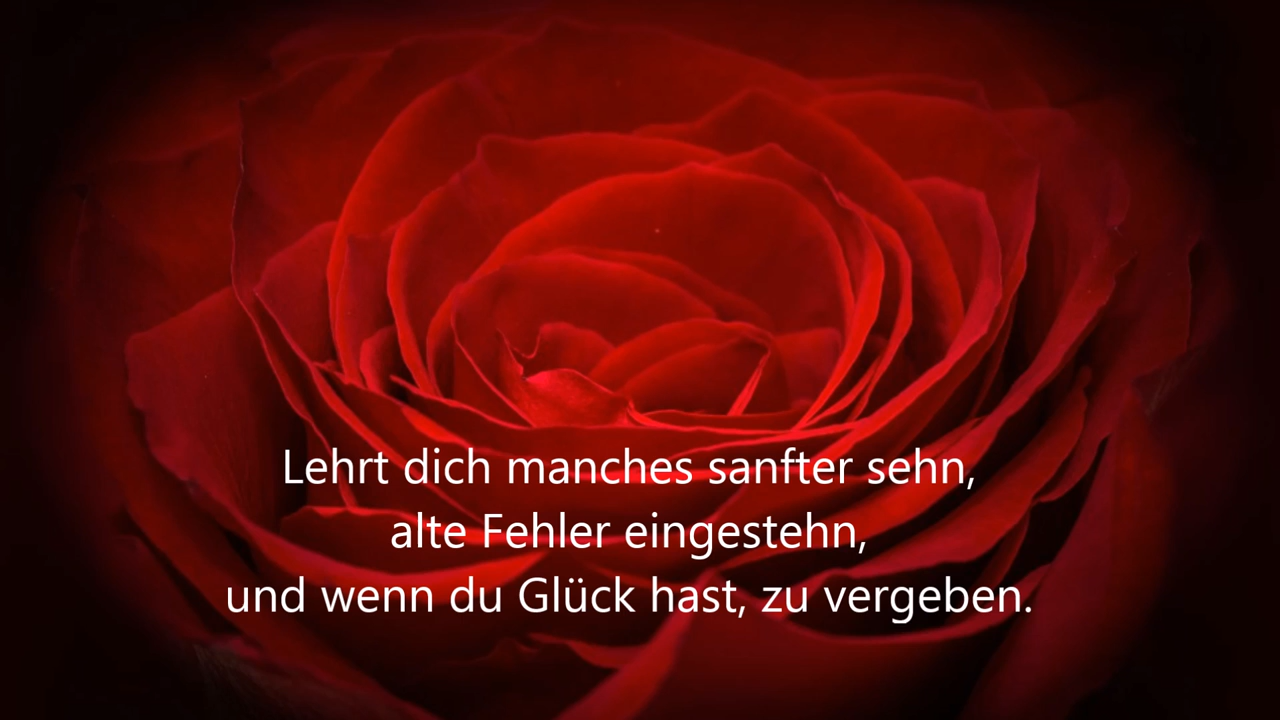 Lehrt dich manches sanfter sehn,
alte Fehler eingestehn,
und wenn du Glück hast, zu vergeben.